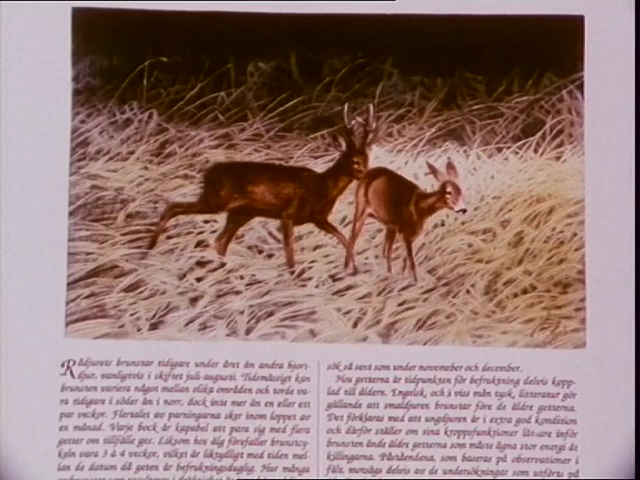 Rådjurets brunstar tidigare under året än andra hjort-
djur, vanligtvis i skiftet juli-augusti. Tidsmässigt kan
brunsten variera något mellan olika områden och torde va-
ra tidigare i söder än i norr, dock inte mer än en eller ett
par veckor. Flertalet av parningarna sker inom loppet av
en månad. Varje bock är kapabel att para sig med flera
getter om tillfälle ges. Liksom hos älg förefaller brunstcy-
keln vara 3 à 4 veckor, vilket är liktydligt med tiden mel-
lan de datum då geten är befruktningsduglig. Hur många
sök så sent som under novemeber och december.
Hos getterna är tidpunkten för befruktning delvis kopp-
lad till åldern. Engelsk, och i viss mån tysk, litteratur gör
gällande att smaldjuren brunstar före de äldre getterna.
Det förklaras med att ungdjuren är i extra god kondition
och därför ställer om sina kroppsfunktioner lättare inför
brunsten ände äldre getterna som måste ägna stor energi åt
killingarna. Påståendena, som baseras på observationer i
fält, motsägs delvis av de undersökningar som utförts på